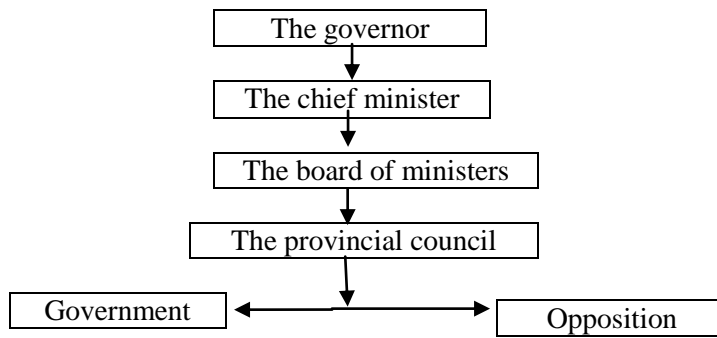 The governor
The chief minister
The board of ministers
The provincial council
Government
Opposition